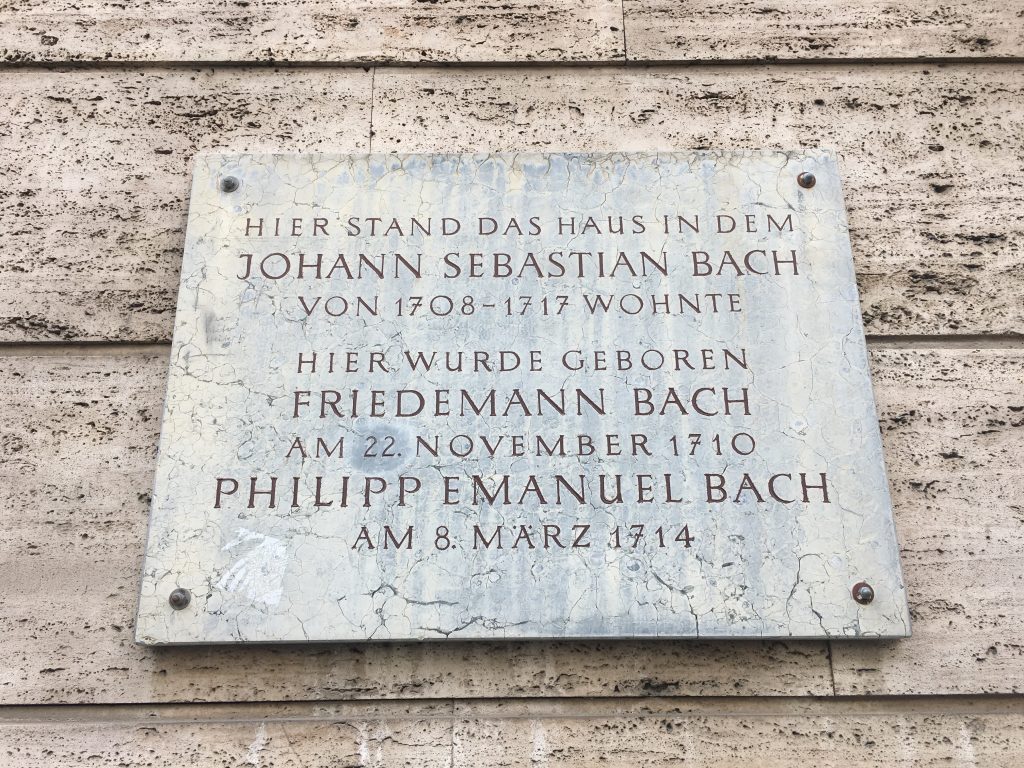 HIER STAND DAS HAUS IN DEM
JOHANN SEBASTIAN BACH
VON 1708-1717 WOHNTE
HIER WURDE GEBOREN
FRIEDEMANN BACH
AM 22. NOVEMBER 1710
PHILIPP EMANUEL BACH
AM 8. MÄRZ 1714